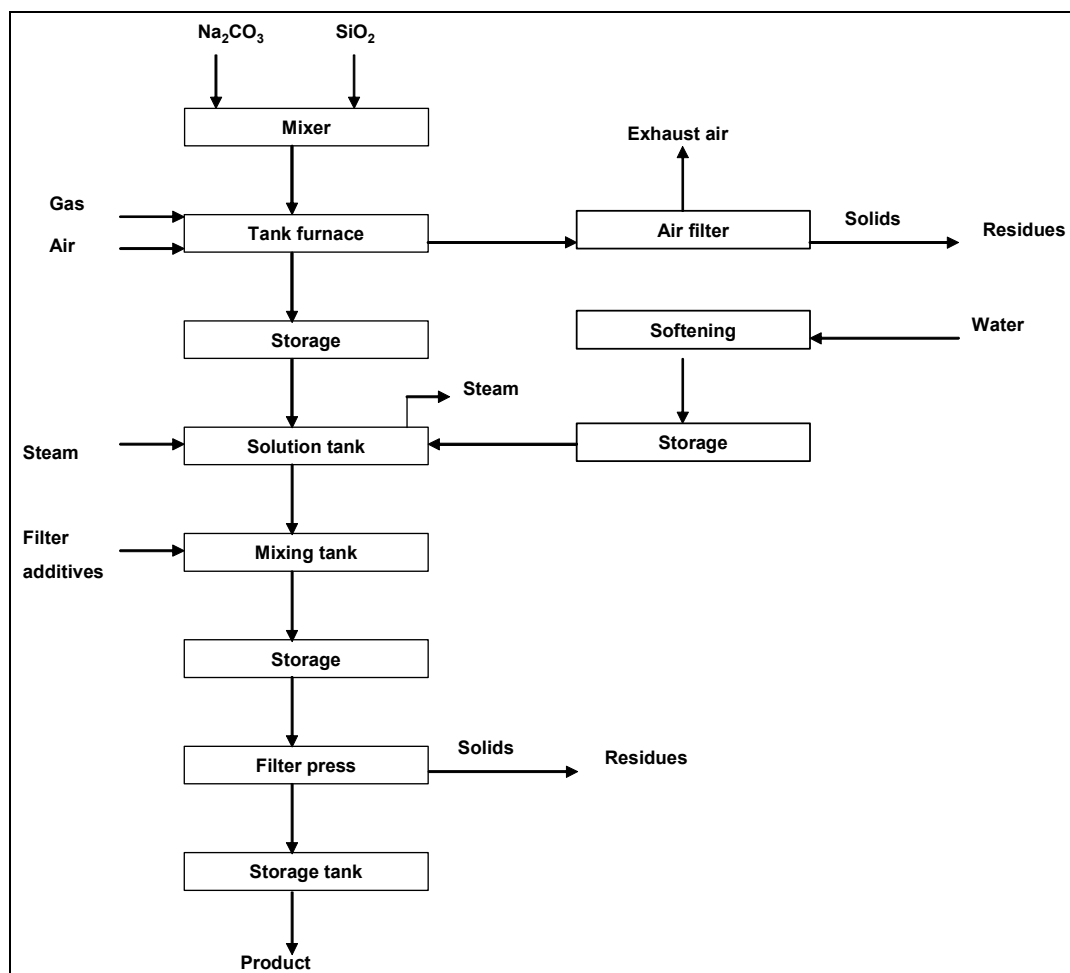 Na₂CO₃ SiO₂
Mixer
Exhaust air
Gas
Air
Tank furnace
Air filter
Solids
Residues
Storage
Softening
Water
Steam
Steam
Solution tank
Storage
Filter
additives
Mixing tank
Storage
Filter press
Solids
Residues
Storage tank
Product